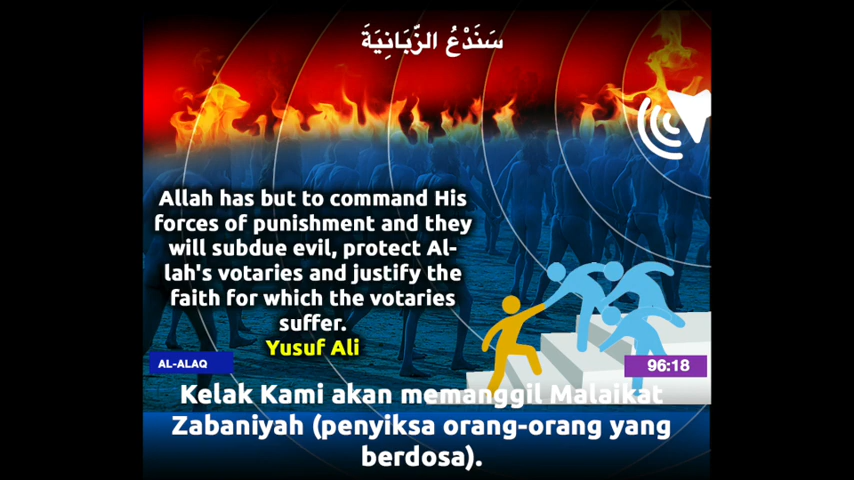 سَنَدْعُ الزَّبَانِيَةَ
Allah has but to command His
forces of punishment and they
will subdue evil, protect Al-
lah's votaries and justify the
faith for which the votaries
suffer.
Yusuf Ali
AL-ALAQ
96:18
Kelak Kami akan memanggil Malaikat
Zabaniyah (penyiksa orang-orang yang
berdosa).